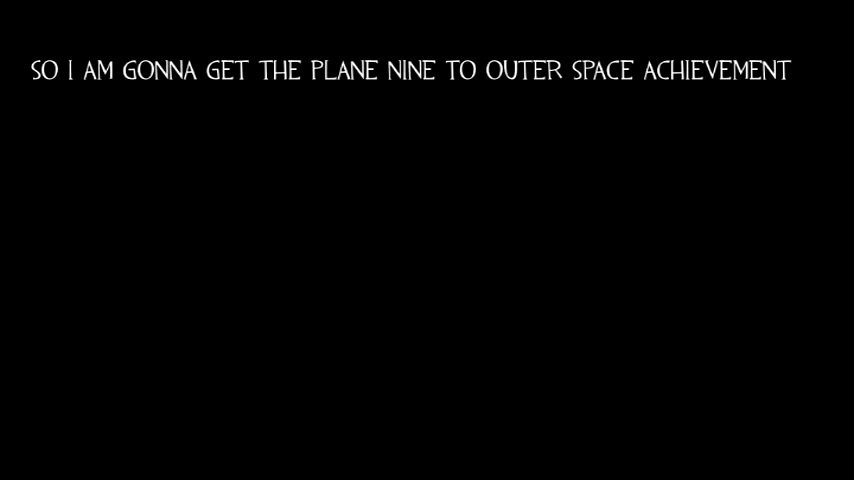 SO I AM GONNA GET THE PLANE NINE TO OUTER SPACE ACHIEVEMENT